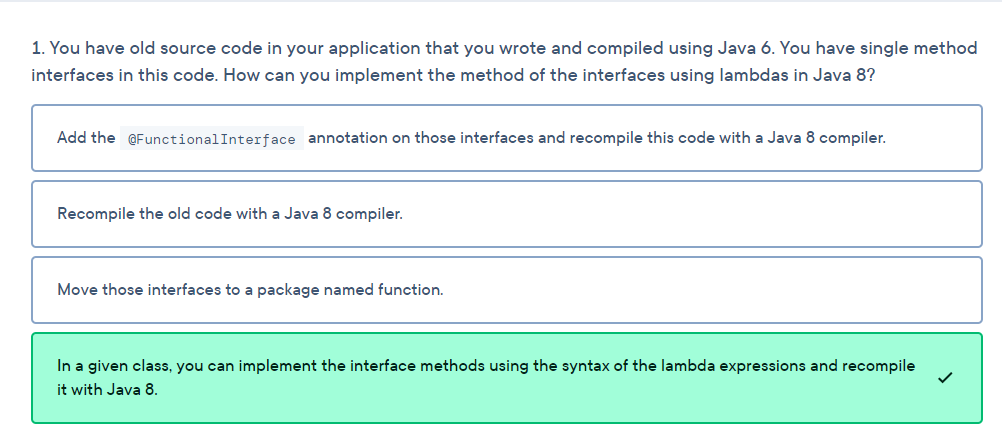 1. You have old source code in your application that you wrote and compiled using Java 6. You have single method
interfaces in this code. How can you implement the method of the interfaces using lambdas in Java 8?
Add the @FunctionalInterface annotation on those interfaces and recompile this code with a Java 8 compiler.
Recompile the old code with a Java 8 compiler.
Move those interfaces to a package named function.
In a given class, you can implement the interface methods using the syntax of the lambda expressions and recompile
it with Java 8.